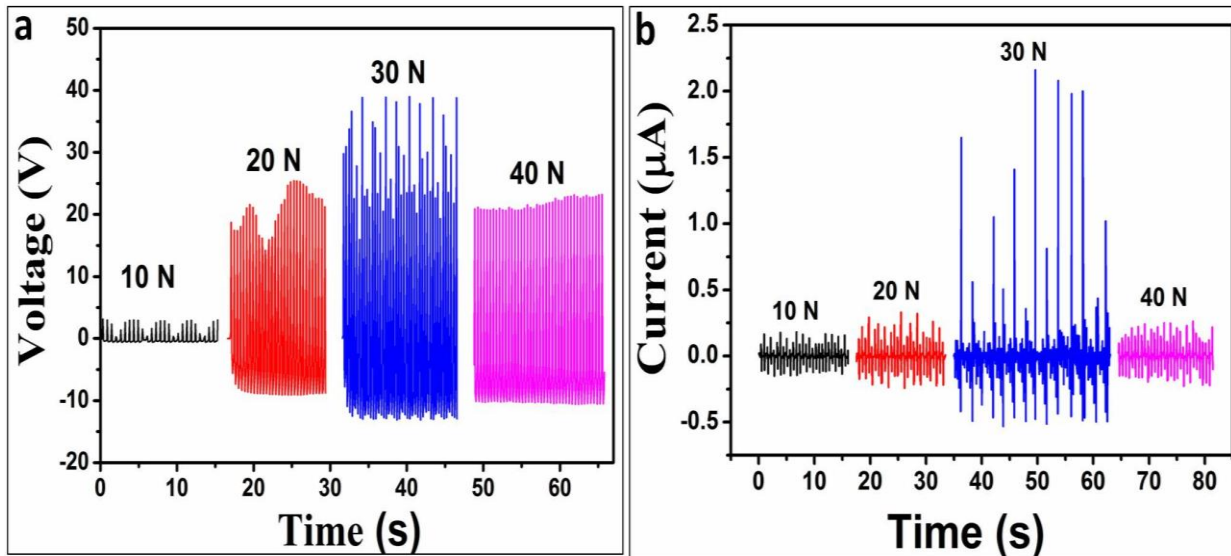 a
50
40
30
20
10
0
-10
-20
Voltage (V)
10 N
20 N
30 N
40 N
0 10 20 30 40 50 60
Time (s)
b
2.5
2.0
1.5
1.0
0.5
0.0
-0.5
Current (μA)
10 N
20 N
30 N
40 N
0 10 20 30 40 50 60 70 80
Time (s)